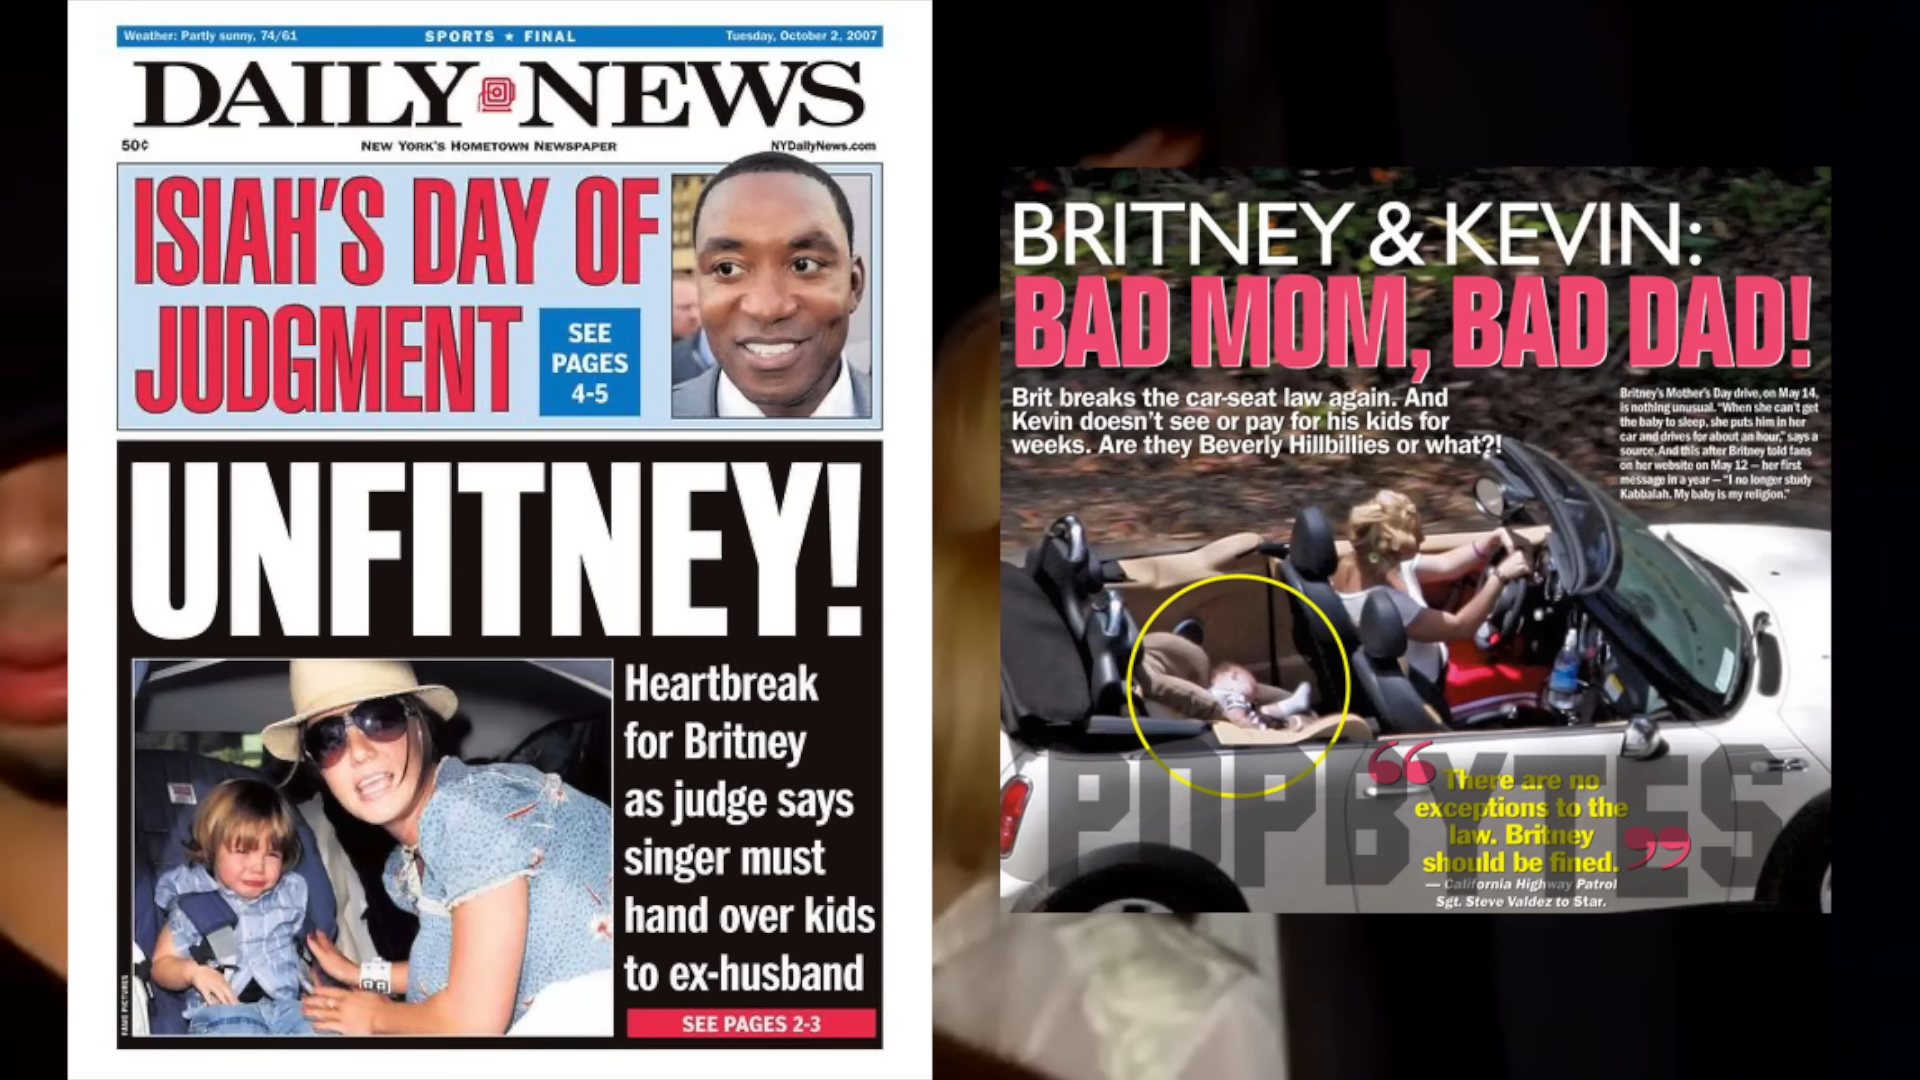 Weather: Partly sunny, 74/61
SPORTS ★ FINAL
Tuesday, October 2, 2007
DAILY NEWS
50¢
NEW YORK'S HOMETOWN NEWSPAPER
NYDailyNews.com
ISIAH'S DAY OF
JUDGMENT
SEE
PAGES
4-5
UNFITNEY!
Heartbreak
for Britney
as judge says
singer must
hand over kids
to ex-husband
SEE PAGES 2-3
FAME PICTURES
BRITNEY & KEVIN:
BAD MOM, BAD DAD!
Brit breaks the car-seat law again. And
Kevin doesn't see or pay for his kids for
weeks. Are they Beverly Hillbillies or what?!
Britney's Mother's Day drive, on May 14,
is nothing unusual. "When she can't get
the baby to sleep, she puts him in her
car and drives for about an hour," says a
source. And this after Britney told fans
on her website on May 12 — her first
message in a year — "I no longer study
Kabbalah. My baby is my religion."
POPBYTES
“There are no
exceptions to the
law. Britney
should be fined.”
— California Highway Patrol
Sgt. Steve Valdez to Star.